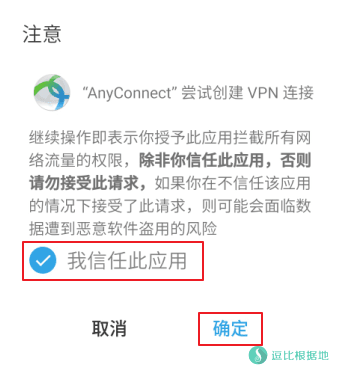 注意
“AnyConnect” 尝试创建 VPN 连接
继续操作即表示你授予此应用拦截所有网
络流量的权限，除非你信任此应用，否则
请勿接受此请求，如果你在不信任该应用
的情况下接受了此请求，则可能会面临数
据遭到恶意软件盗用的风险
我信任此应用
取消 确定
逗比根据地